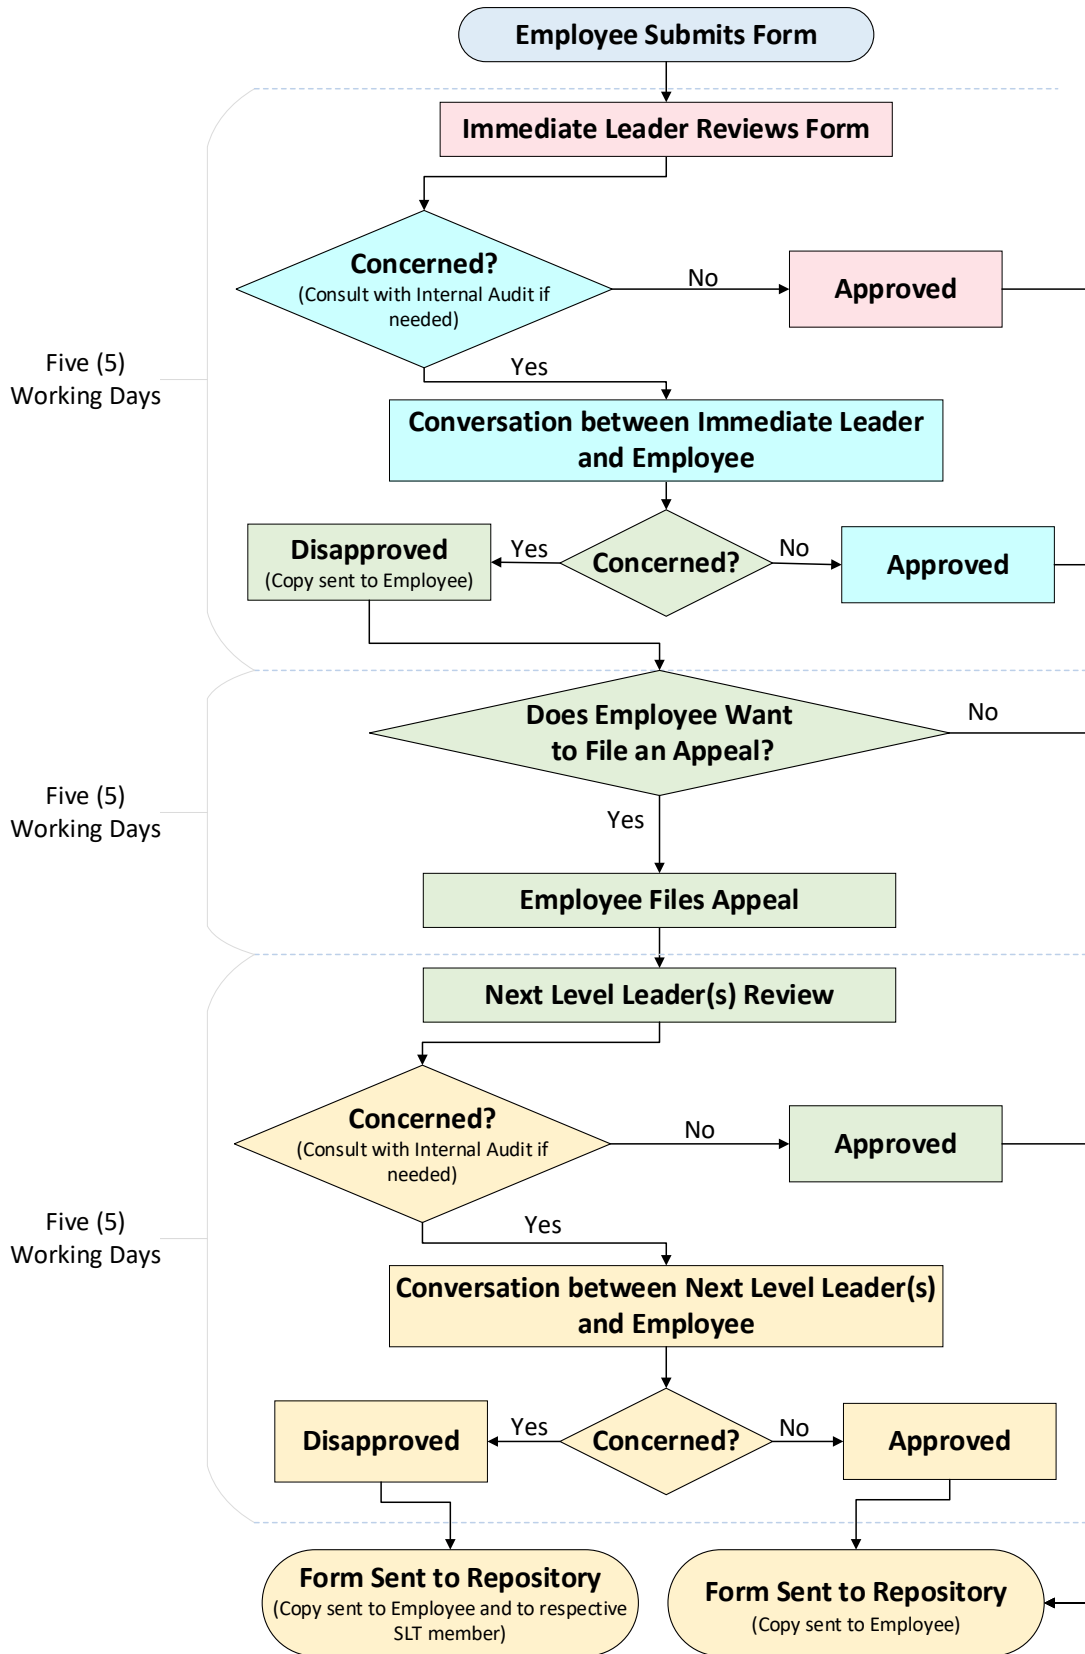 Employee Submits Form
Immediate Leader Reviews Form
Concerned?
(Consult with Internal Audit if
needed)
No
Approved
Five (5)
Working Days
Yes
Conversation between Immediate Leader
and Employee
Disapproved
(Copy sent to Employee)
Yes
Concerned?
No
Approved
Does Employee Want
to File an Appeal?
No
Five (5)
Working Days
Yes
Employee Files Appeal
Next Level Leader(s) Review
Concerned?
(Consult with Internal Audit if
needed)
No
Approved
Five (5)
Working Days
Yes
Conversation between Next Level Leader(s)
and Employee
Disapproved
Yes
Concerned?
No
Approved
Form Sent to Repository
(Copy sent to Employee and to respective
SLT member)
Form Sent to Repository
(Copy sent to Employee)